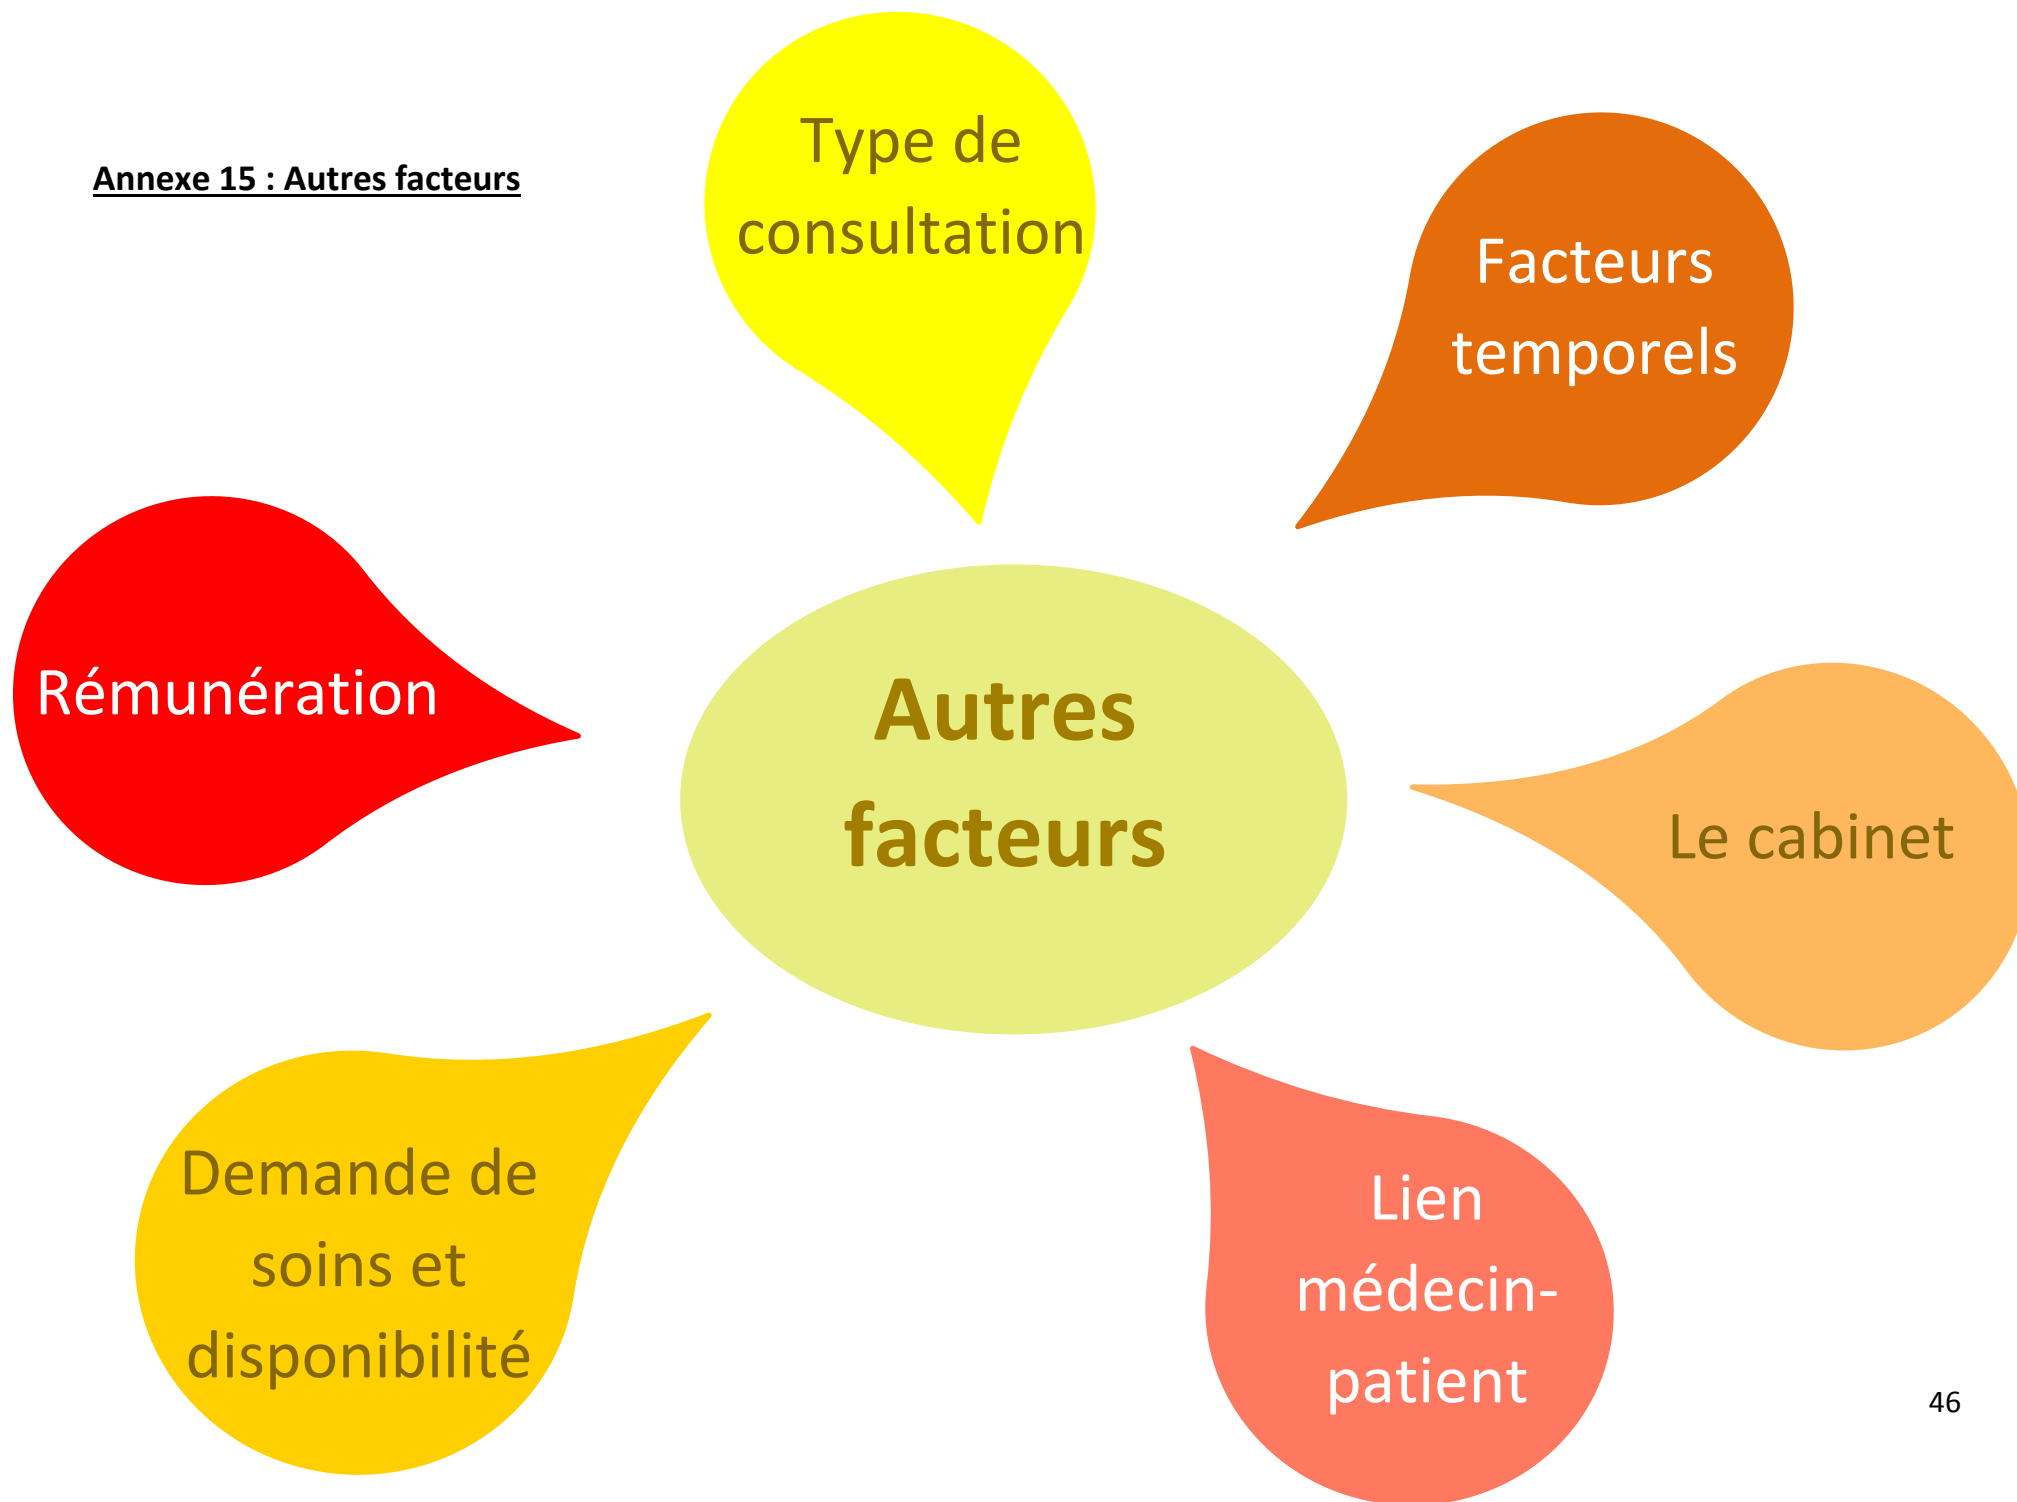 Annexe 15 : Autres facteurs
Type de
consultation
Facteurs
temporels
Rémunération
Autres
facteurs
Le cabinet
Demande de
soins et
disponibilité
Lien
médecin-
patient
46